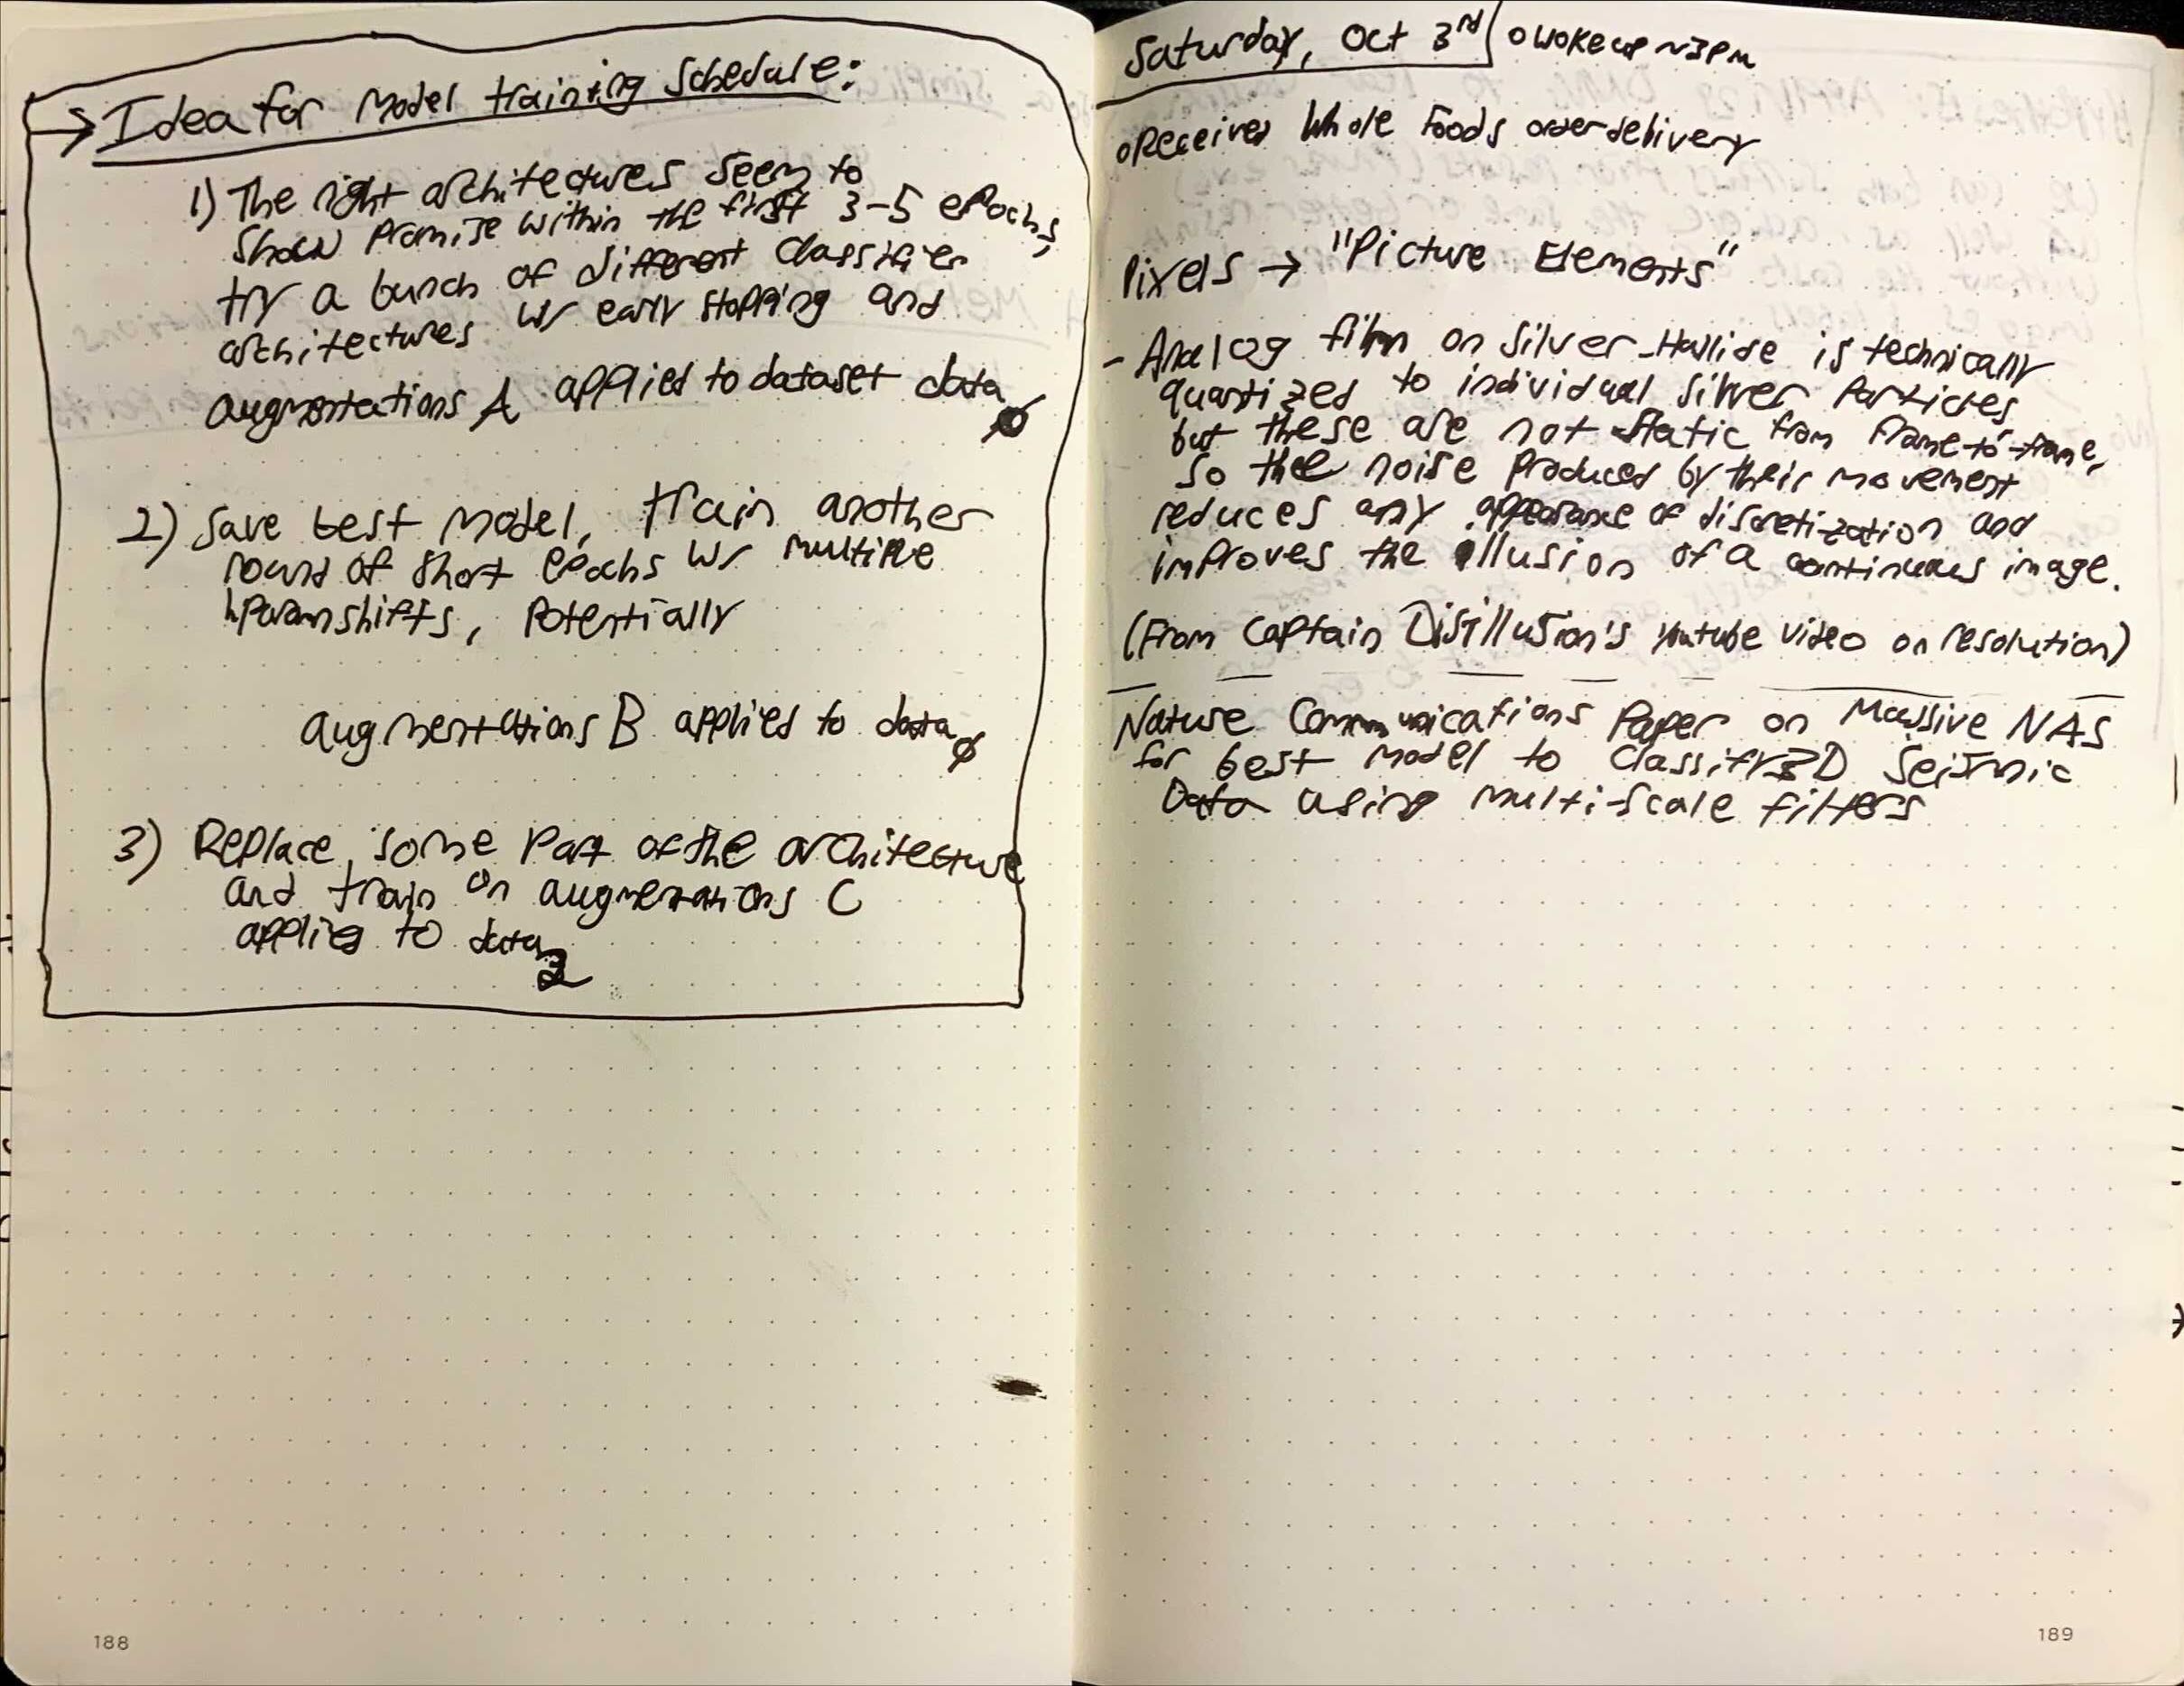 → Idea for Model training Schedule:
1) The right architectures seem to
show promise within the first 3-5 epochs,
try a bunch of different classifier
architectures w/ early stopping and
augmentations A applied to dataset data
2) Save best model, train another
round of short epochs w/ multiple
hparam shifts, potentially
augmentations B applied to data ø
3) Replace some part of the architecture
and train on augmentations C
applied to data 2
188
Saturday, Oct 3rd
o Woke up ~3pm
o Received Whole Foods order delivery
Pixels → "Picture Elements"
- Analog film on Silver-Hallide is technically
quantized to individual silver particles,
but these are not static from frame-to-frame,
so the noise produced by their movement
reduces any appearance of discretization and
improves the illusion of a continuous image.
(From Captain Disillusion's Youtube video on resolution)
Nature Communications Paper on Massive NAS
for best model to classify 3D Seismic
Data using multi-scale filters
189